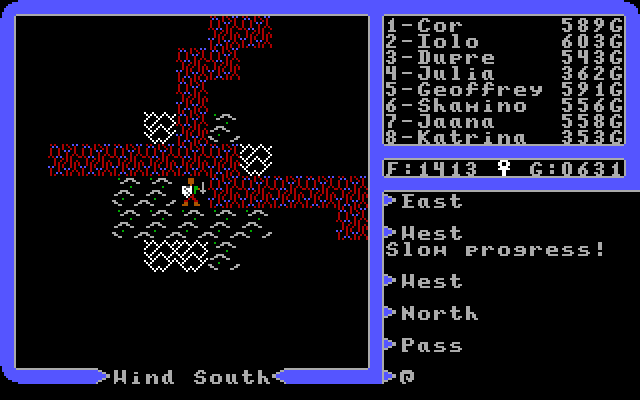 1-Cor 589G
2-Iolo 603G
3-Dupre 543G
4-Julia 362G
5-Geoffrey 591G
6-Shamino 556G
7-Jaana 558G
8-Katrina 353G
F:1413 G:0631
East
West
Slow progress!
West
North
Pass
@
Wind South